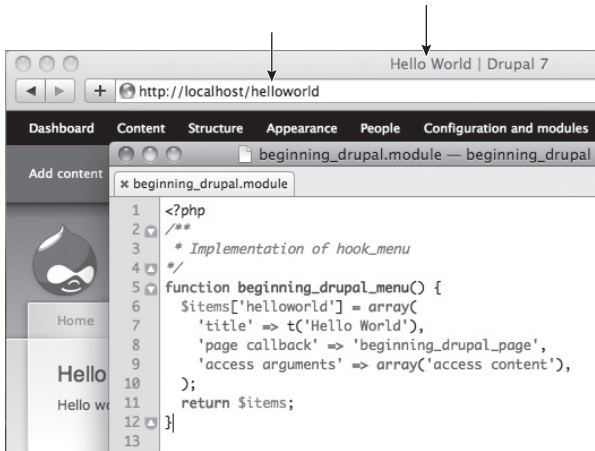 Hello World | Drupal 7
http://localhost/helloworld
Dashboard Content Structure Appearance People Configuration and modules
Add content
beginning_drupal.module — beginning_drupal
beginning_drupal.module
1 <?php
2 /**
3 * Implementation of hook_menu
4 */
5 function beginning_drupal_menu() {
6 $items['helloworld'] = array(
7 'title' => t('Hello World'),
8 'page callback' => 'beginning_drupal_page',
9 'access arguments' => array('access content'),
10 );
11 return $items;
12 }
13
Home
Hello
Hello